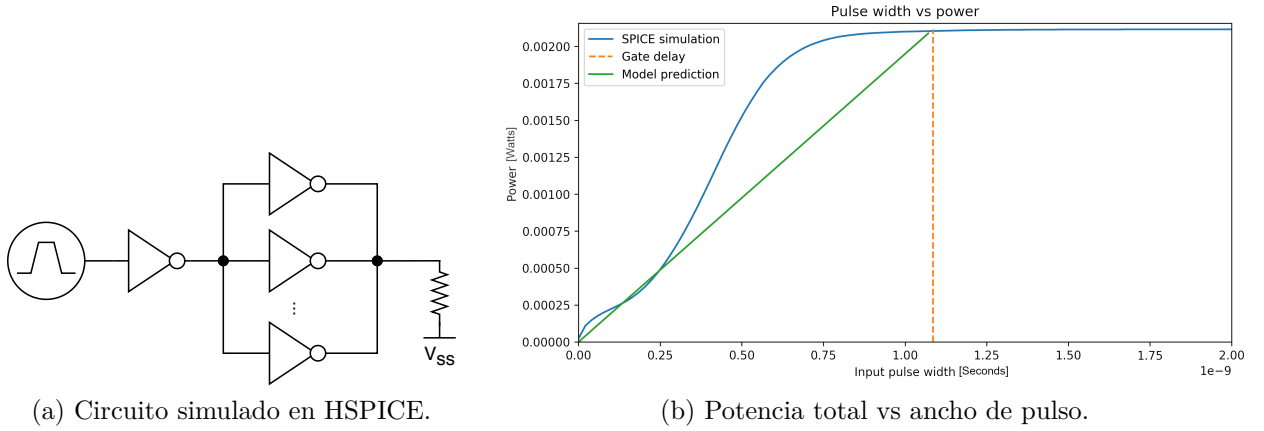 Pulse width vs power
SPICE simulation
Gate delay
Model prediction
Power [Watts]
0.00200
0.00175
0.00150
0.00125
0.00100
0.00075
0.00050
0.00025
0.00000
0.00 0.25 0.50 0.75 1.00 1.25 1.50 1.75 2.00
1e−9
Input pulse width [Seconds]
VSS
(a) Circuito simulado en HSPICE.
(b) Potencia total vs ancho de pulso.